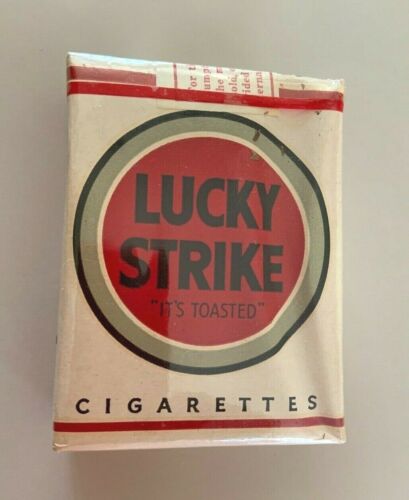 LUCKY
STRIKE
"IT'S TOASTED"
CIGARETTES